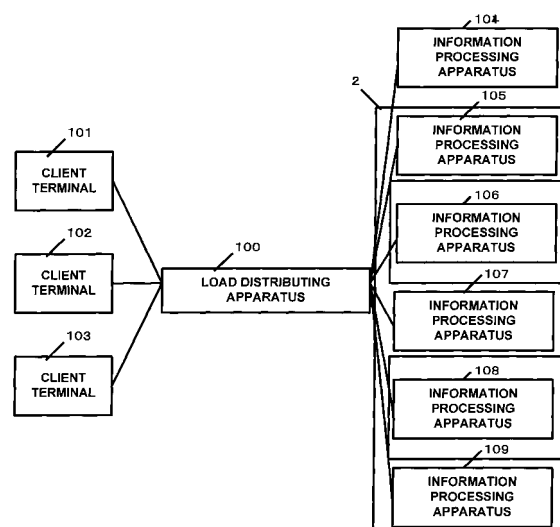 104
INFORMATION
PROCESSING
APPARATUS
2
105
INFORMATION
PROCESSING
APPARATUS
101
CLIENT
TERMINAL
106
INFORMATION
PROCESSING
APPARATUS
102
CLIENT
TERMINAL
100
LOAD DISTRIBUTING
APPARATUS
107
INFORMATION
PROCESSING
APPARATUS
103
CLIENT
TERMINAL
108
INFORMATION
PROCESSING
APPARATUS
109
INFORMATION
PROCESSING
APPARATUS